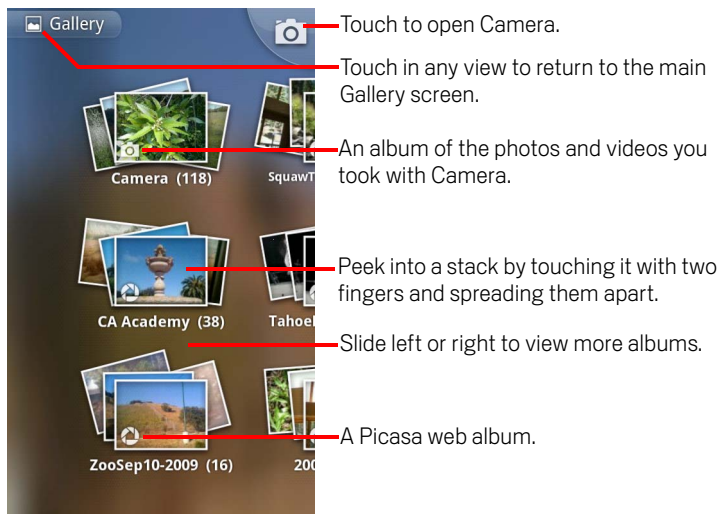 Gallery
Touch to open Camera.
Touch in any view to return to the main
Gallery screen.
An album of the photos and videos you
took with Camera.
Camera (118)
SquawT
Peek into a stack by touching it with two
fingers and spreading them apart.
CA Academy (38)
Tahoe
Slide left or right to view more albums.
A Picasa web album.
ZooSep10-2009 (16)
200